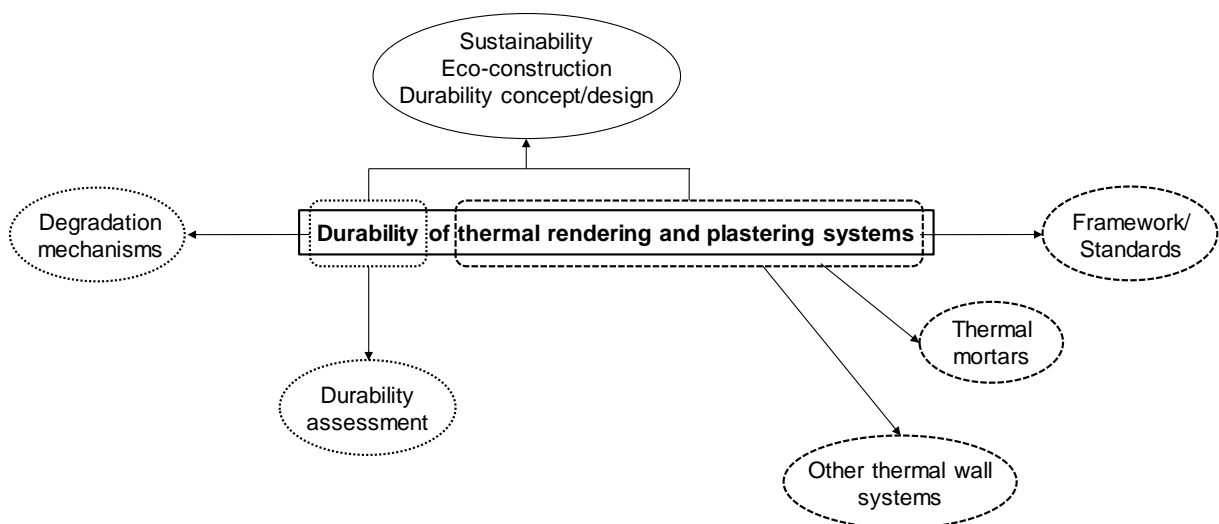 Sustainability
Eco-construction
Durability concept/design
Degradation
mechanisms
Durability of thermal rendering and plastering systems
Framework/
Standards
Thermal
mortars
Durability
assessment
Other thermal wall
systems